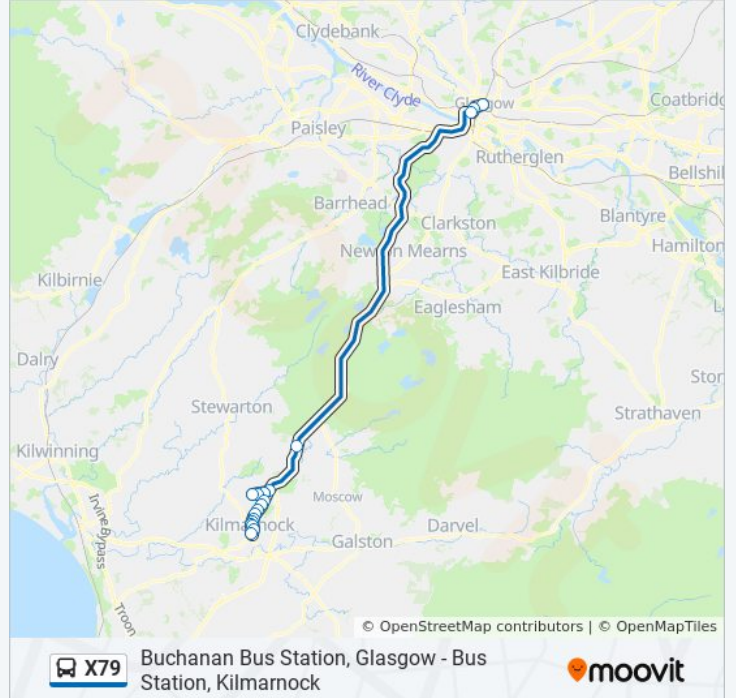 Clydebank
River Clyde
Glasgow
Coatbridg
Paisley
Rutherglen
Bellshil
Barrhead
Blantyre
Clarkston
Newton Mearns
Hamilton
East Kilbride
Kilbirnie
Eaglesham
L
Dalry
Ston
Stewarton
Strathaven
Kilwinning
Moscow
Irvine Bypass
Kilmarnock
Darvel
Galston
Troon
© OpenStreetMap contributors | © OpenMapTiles
X79
Buchanan Bus Station, Glasgow - Bus
Station, Kilmarnock
moovit